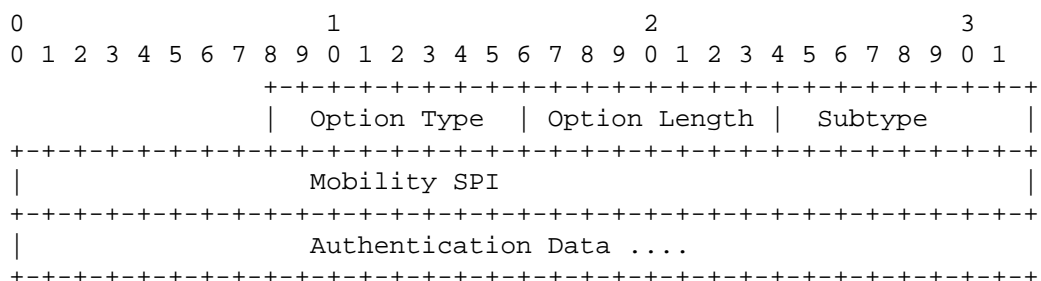 0                   1                   2                   3
0 1 2 3 4 5 6 7 8 9 0 1 2 3 4 5 6 7 8 9 0 1 2 3 4 5 6 7 8 9 0 1
                +-+-+-+-+-+-+-+-+-+-+-+-+-+-+-+-+-+-+-+-+-+-+-+-+
                |  Option Type  | Option Length |  Subtype      |
+-+-+-+-+-+-+-+-+-+-+-+-+-+-+-+-+-+-+-+-+-+-+-+-+-+-+-+-+-+-+-+-+
|                  Mobility SPI                                 |
+-+-+-+-+-+-+-+-+-+-+-+-+-+-+-+-+-+-+-+-+-+-+-+-+-+-+-+-+-+-+-+-+
|                  Authentication Data ....
+-+-+-+-+-+-+-+-+-+-+-+-+-+-+-+-+-+-+-+-+-+-+-+-+-+-+-+-+-+-+-+-+